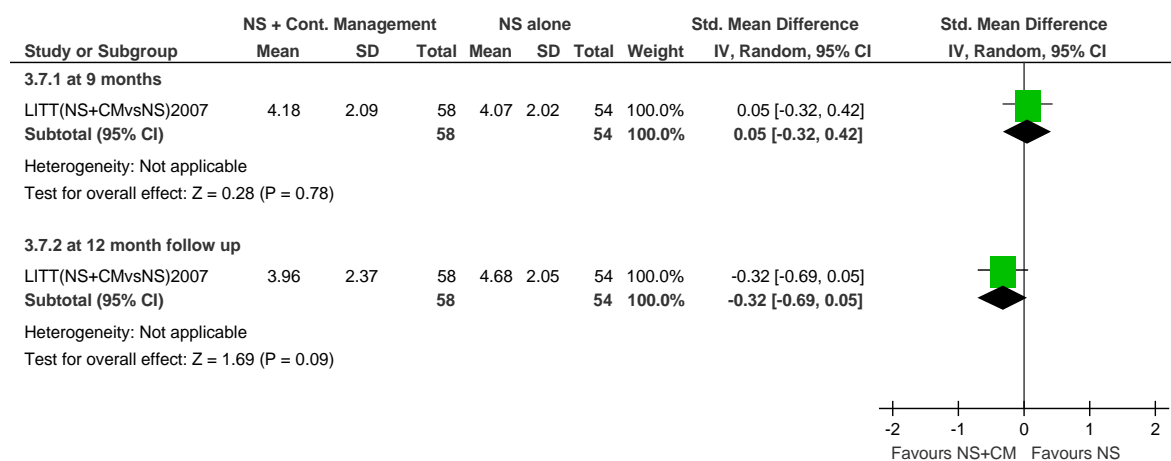 NS + Cont. Management NS alone Std. Mean Difference Std. Mean Difference
Study or Subgroup Mean SD Total Mean SD Total Weight IV, Random, 95% CI IV, Random, 95% CI
3.7.1 at 9 months
LITT(NS+CMvsNS)2007 4.18 2.09 58 4.07 2.02 54 100.0% 0.05 [-0.32, 0.42]
Subtotal (95% CI) 58 54 100.0% 0.05 [-0.32, 0.42]
Heterogeneity: Not applicable
Test for overall effect: Z = 0.28 (P = 0.78)
3.7.2 at 12 month follow up
LITT(NS+CMvsNS)2007 3.96 2.37 58 4.68 2.05 54 100.0% -0.32 [-0.69, 0.05]
Subtotal (95% CI) 58 54 100.0% -0.32 [-0.69, 0.05]
Heterogeneity: Not applicable
Test for overall effect: Z = 1.69 (P = 0.09)
-2 -1 0 1 2
Favours NS+CM Favours NS